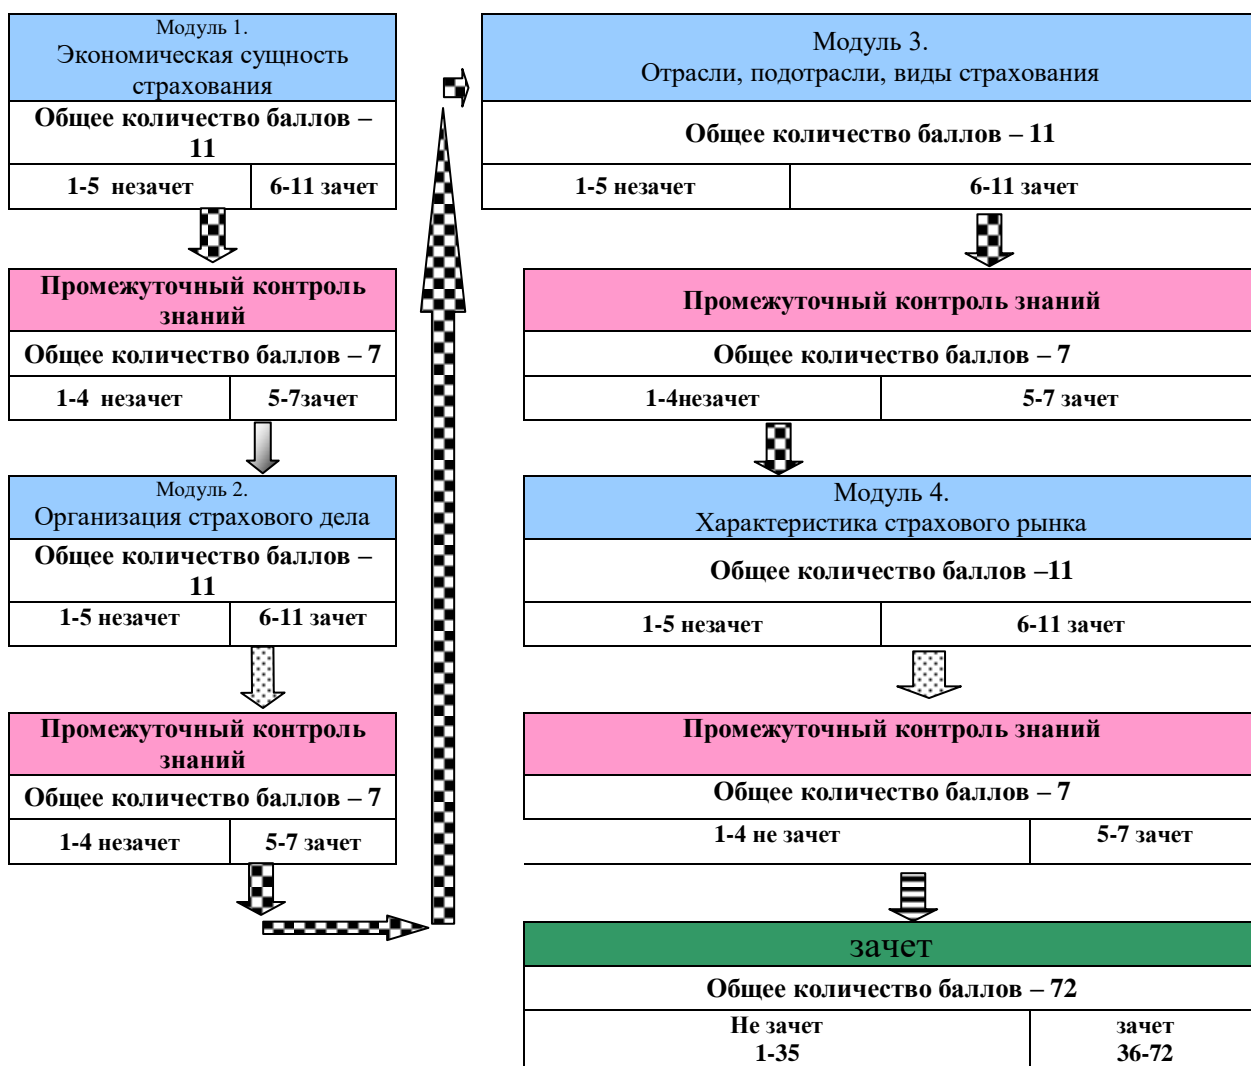 Модуль 1.
Экономическая сущность
страхования
Общее количество баллов –
11
1-5  незачет
6-11 зачет
Промежуточный контроль
знаний
Общее количество баллов – 7
1-4  незачет
5-7зачет
Модуль 2.
Организация страхового дела
Общее количество баллов –
11
1-5 незачет
6-11 зачет
Промежуточный контроль
знаний
Общее количество баллов – 7
1-4 незачет
5-7 зачет
Модуль 3.
Отрасли, подотрасли, виды страхования
Общее количество баллов – 11
1-5 незачет
6-11 зачет
Промежуточный контроль знаний
Общее количество баллов – 7
1-4незачет
5-7 зачет
Модуль 4.
Характеристика страхового рынка
Общее количество баллов –11
1-5 незачет
6-11 зачет
Промежуточный контроль знаний
Общее количество баллов – 7
1-4 не зачет
5-7 зачет
зачет
Общее количество баллов – 72
Не зачет
1-35
зачет
36-72